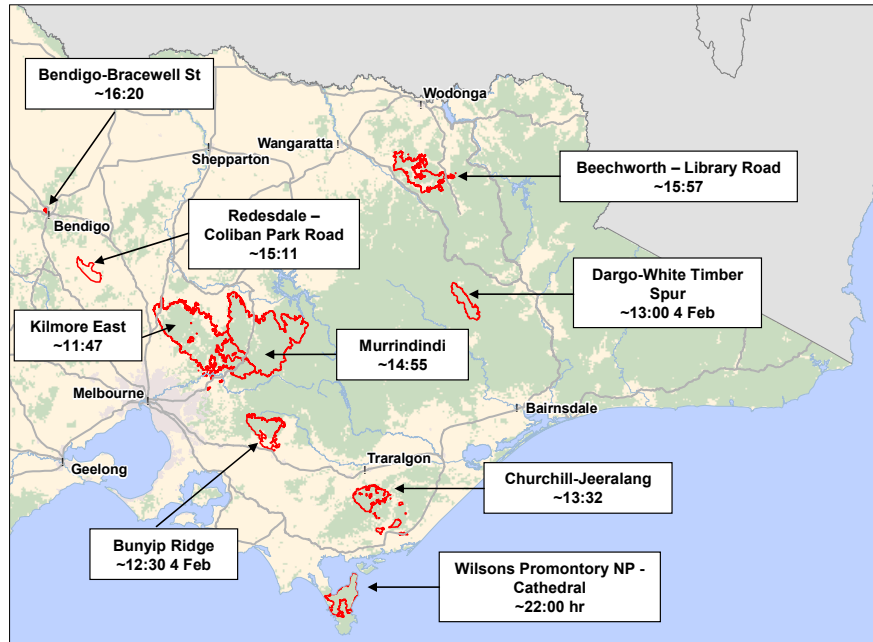 Bendigo-Bracewell St
~16:20
Wodonga
Wangaratta
Shepparton
Beechworth – Library Road
~15:57
Bendigo
Redesdale –
Coliban Park Road
~15:11
Dargo-White Timber
Spur
~13:00 4 Feb
Kilmore East
~11:47
Murrindindi
~14:55
Melbourne
Bairnsdale
Geelong
Traralgon
Churchill-Jeeralang
~13:32
Bunyip Ridge
~12:30 4 Feb
Wilsons Promontory NP -
Cathedral
~22:00 hr